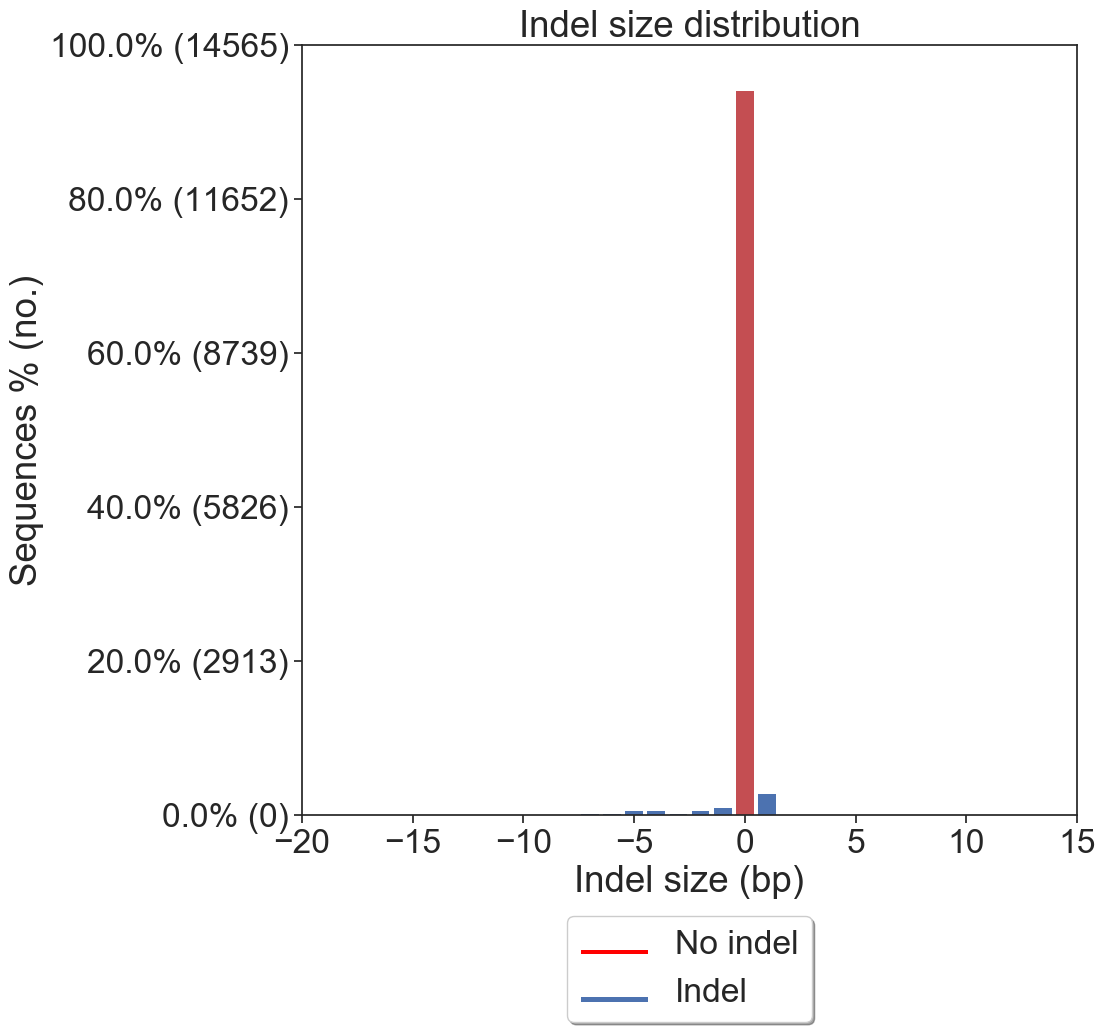 Indel size distribution
100.0% (14565)
80.0% (11652)
60.0% (8739)
40.0% (5826)
20.0% (2913)
0.0% (0)
Sequences % (no.)
−20 −15 −10 −5 0 5 10 15
Indel size (bp)
No indel
Indel